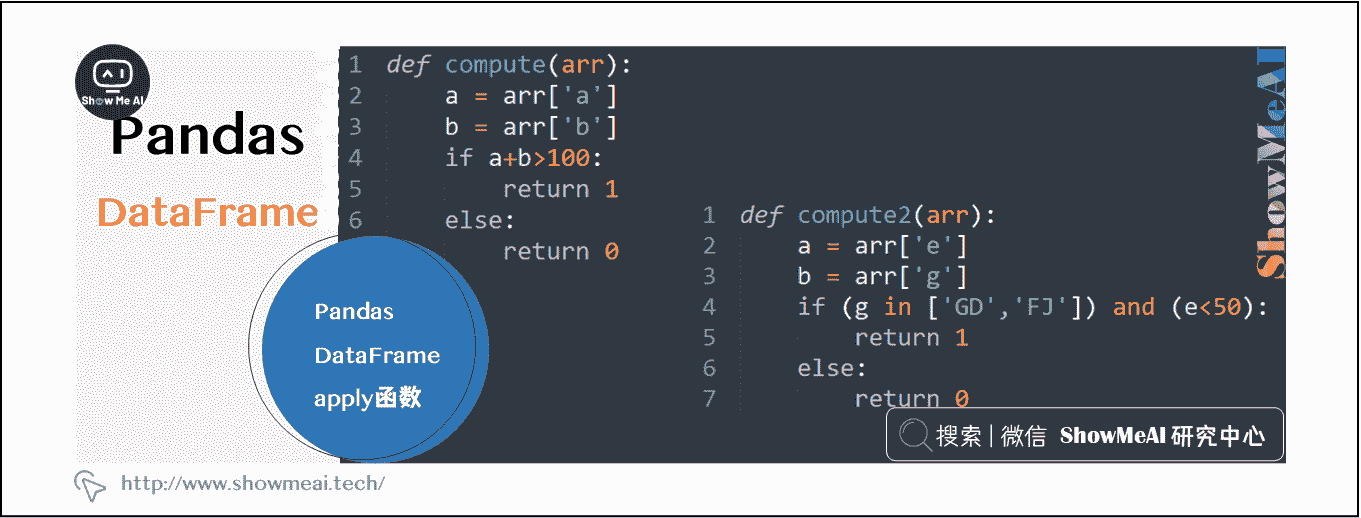 Show Me AI
Pandas
DataFrame
1 def compute(arr):
2     a = arr['a']
3     b = arr['b']
4     if a+b>100:
5         return 1
6     else:
        return 0
1 def compute2(arr):
2     a = arr['e']
3     b = arr['g']
4     if (g in ['GD','FJ']) and (e<50):
5         return 1
6     else:
7         return 0
Pandas
DataFrame
apply函数
ShowMeAI
搜索 | 微信 ShowMeAI 研究中心
http://www.showmeai.tech/